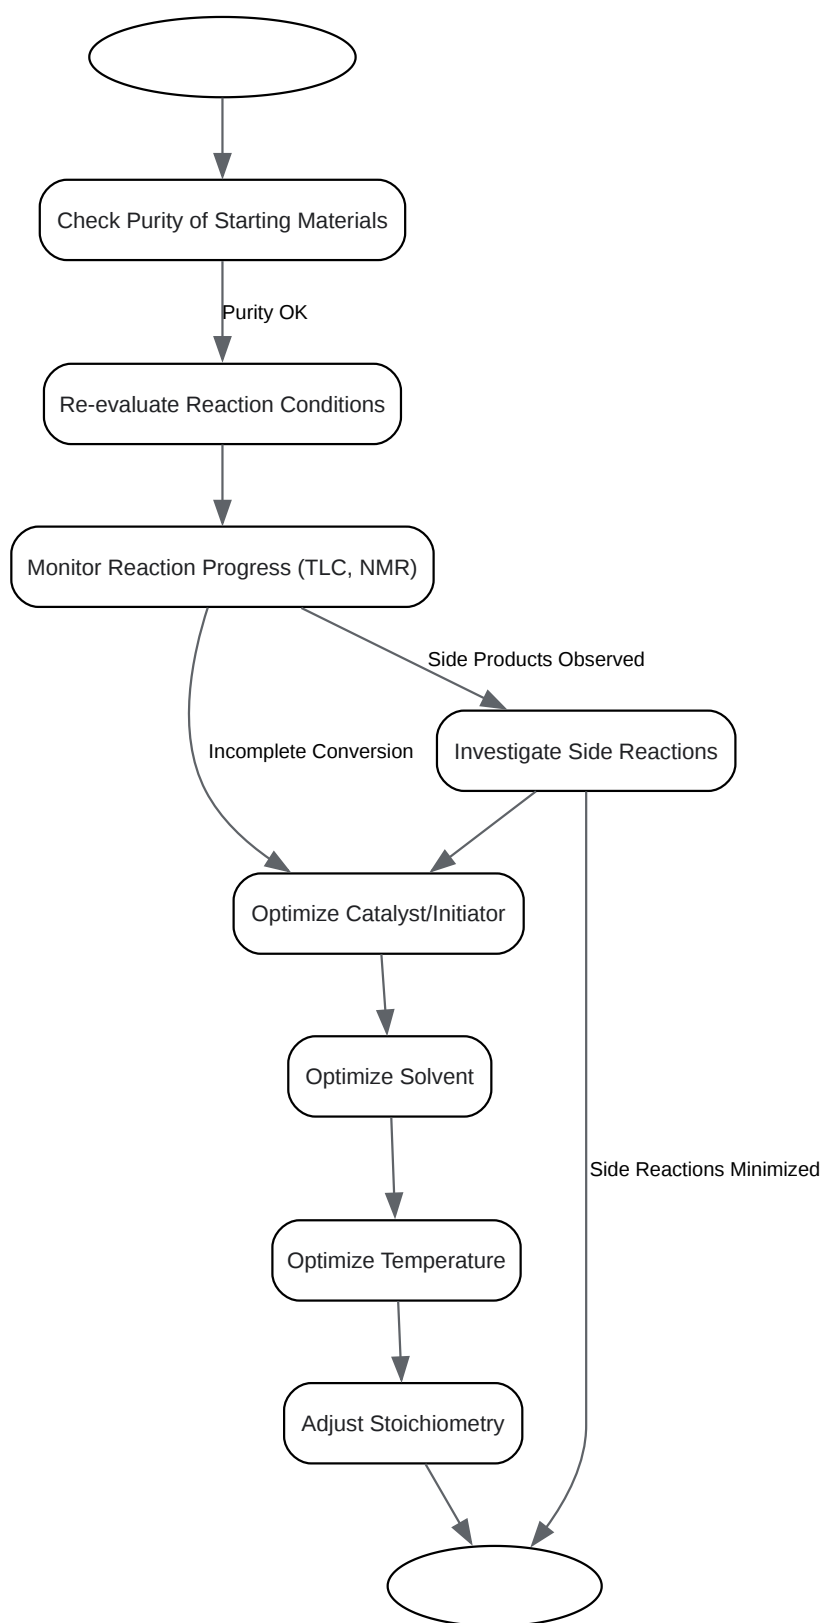 Check Purity of Starting Materials
Purity OK
Re-evaluate Reaction Conditions
Monitor Reaction Progress (TLC, NMR)
Side Products Observed
Incomplete Conversion
Investigate Side Reactions
Optimize Catalyst/Initiator
Optimize Solvent
Side Reactions Minimized
Optimize Temperature
Adjust Stoichiometry